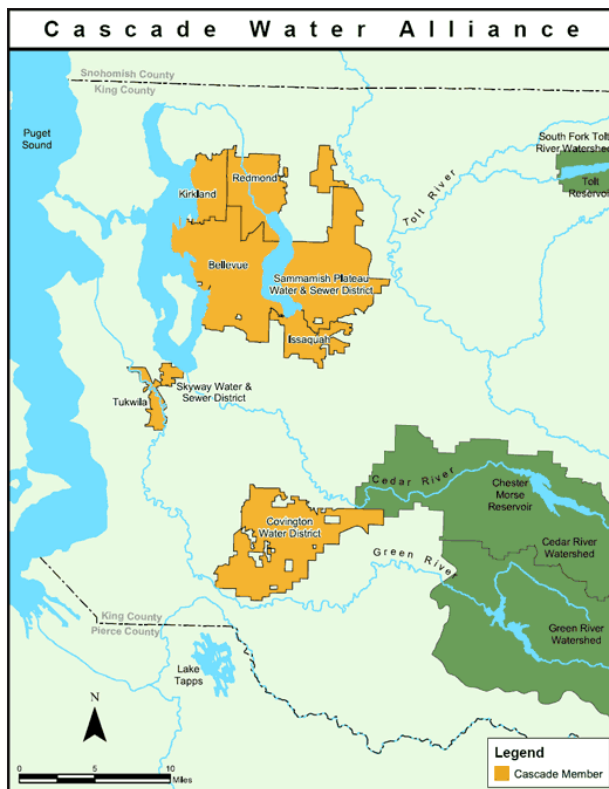 Cascade Water Alliance
Snohomish County
King County
Puget
Sound
South Fork Tolt
River Watershed
Tolt
Reservoir
Redmond
Kirkland
Tolt River
Bellevue
Sammamish Plateau
Water & Sewer District
Issaquah
Skyway Water &
Sewer District
Tukwila
Cedar River
Chester
Morse
Reservoir
Covington
Water District
Cedar River
Watershed
Green River
Green River
Watershed
King County
Pierce County
Lake
Tapps
N
0 5 10
Miles
Legend
Cascade Member